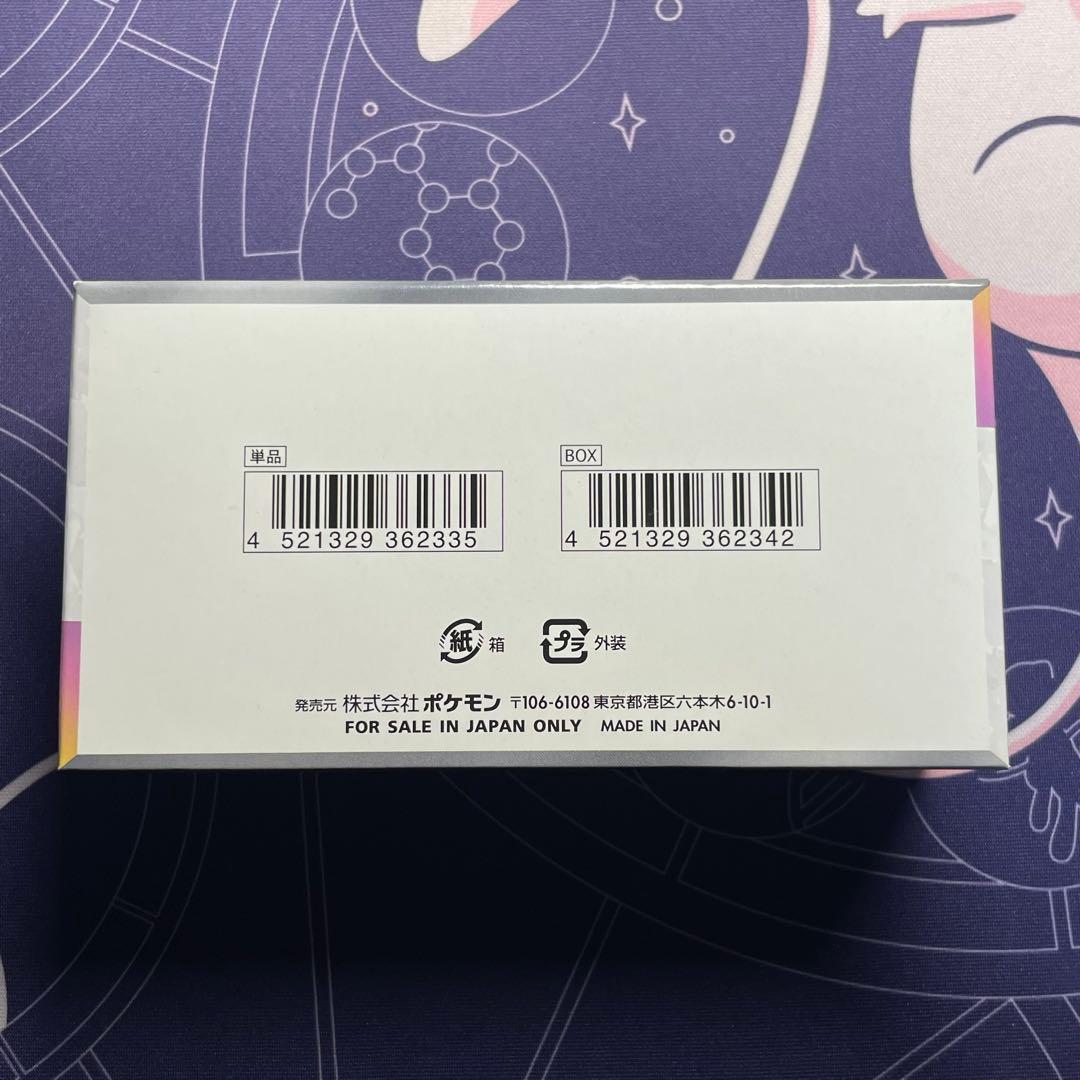 単品
4 521329 362335
BOX
4 521329 362342
紙 箱
プラ 外装
発売元 株式会社 ポケモン 〒106-6108 東京都港区六本木6-10-1
FOR SALE IN JAPAN ONLY MADE IN JAPAN